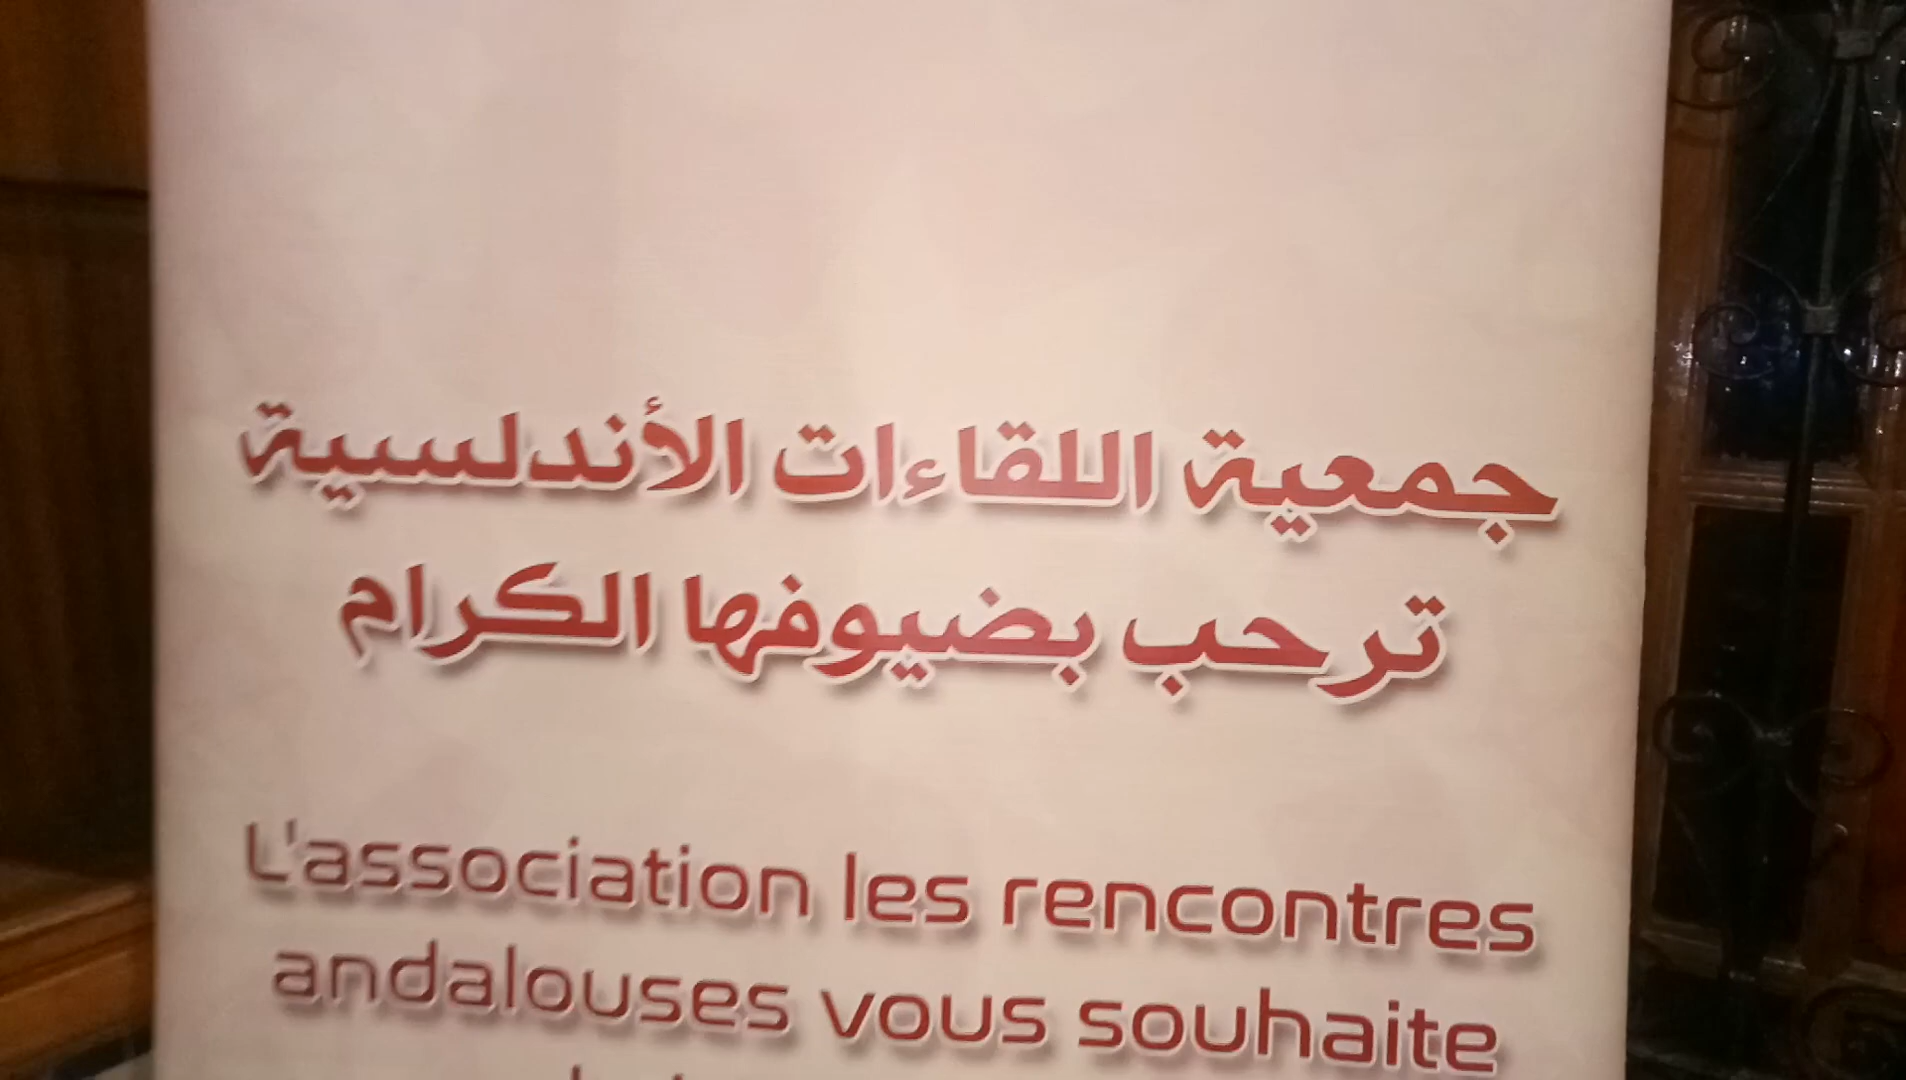 جمعية اللقاءات الأندلسية
ترحب بضيوفها الكرام
L'association les rencontres
andalouses vous souhaite